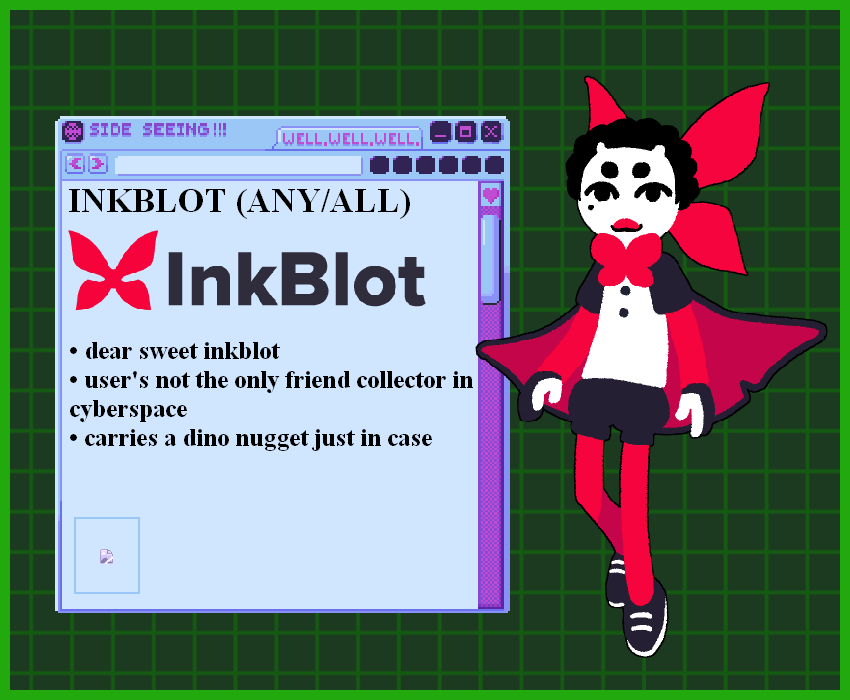 SIDE SEEING!!!
WELL.WELL.WELL.
INKBLOT (ANY/ALL)
InkBlot
• dear sweet inkblot
• user's not the only friend collector in
cyberspace
• carries a dino nugget just in case